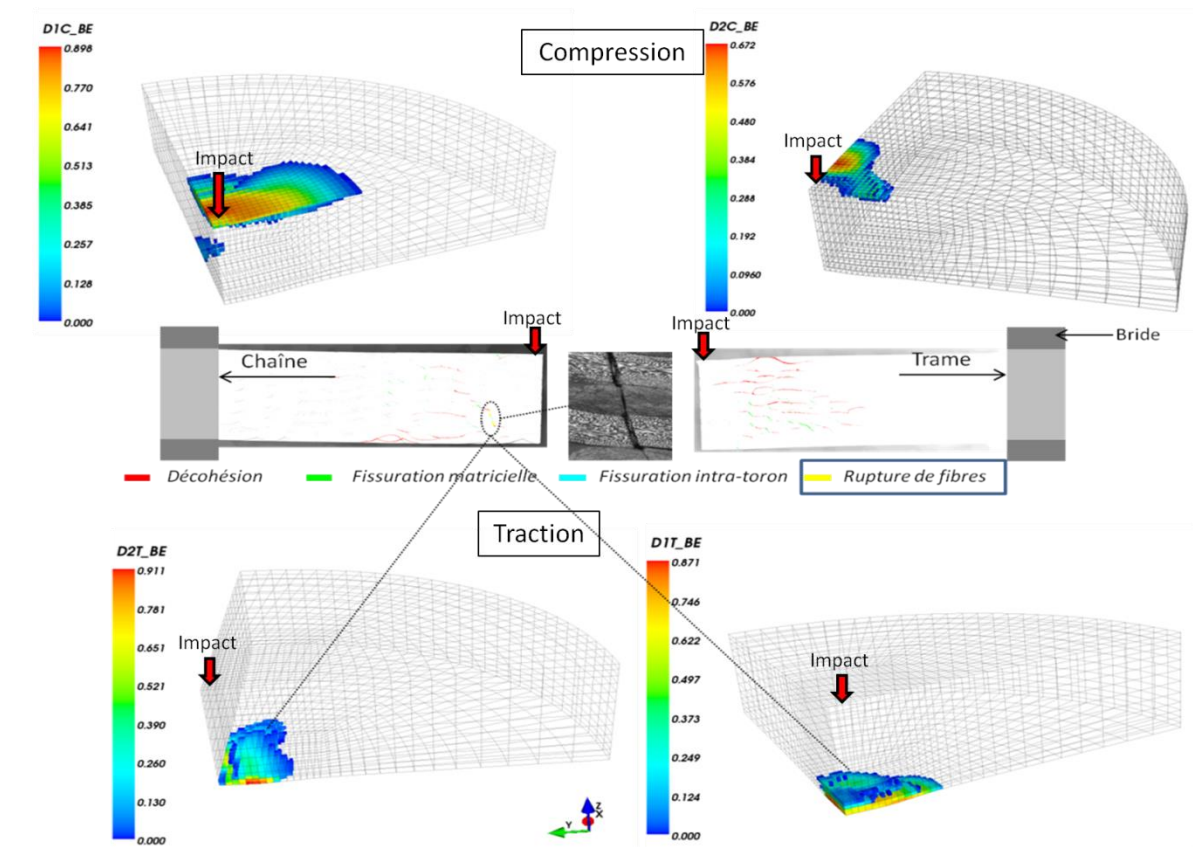 D1C_BE
0.898
0.770
0.641
0.513
0.385
0.257
0.128
0.000
Impact
Compression
D2C_BE
0.672
0.576
0.480
0.384
0.288
0.192
0.0960
0.000
Impact
Impact
Chaîne
Impact
Trame
Bride
Décohésion
Fissuration matricielle
Fissuration intra-toron
Rupture de fibres
Traction
D2T_BE
0.911
0.781
0.651
0.521
0.390
0.260
0.130
0.000
Impact
Z
X
Y
D1T_BE
0.871
0.746
0.622
0.497
0.373
0.249
0.124
0.000
Impact